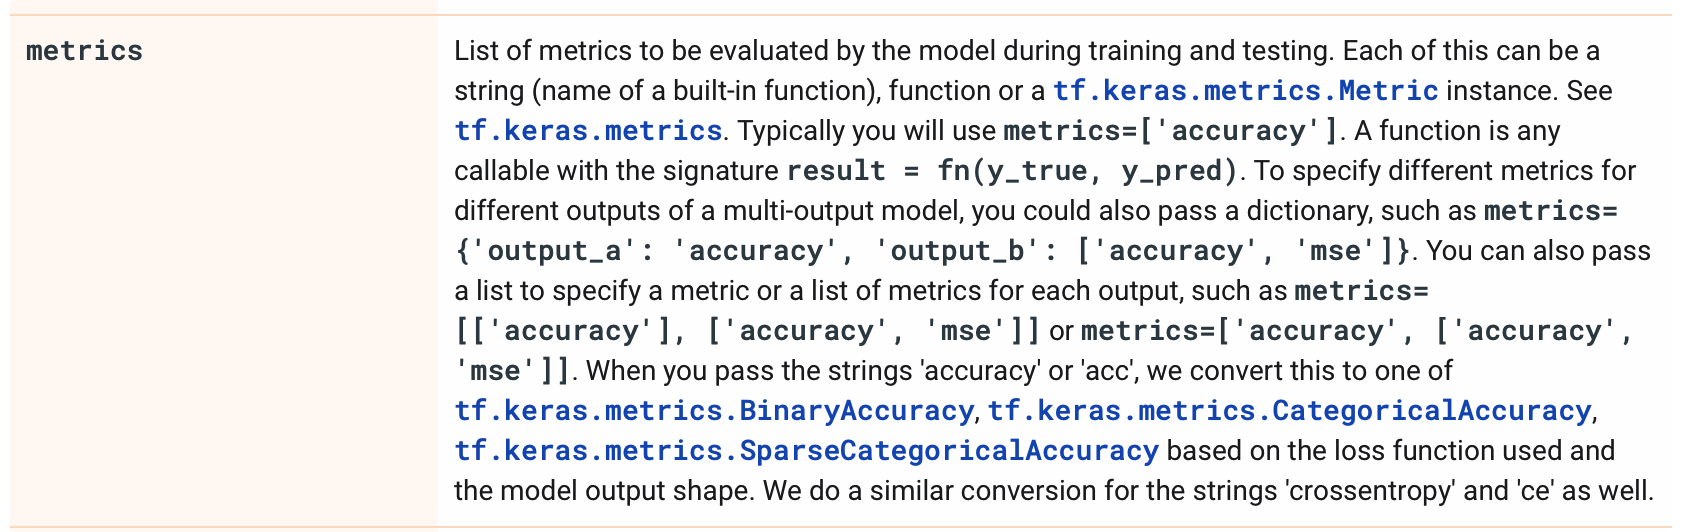 metrics
List of metrics to be evaluated by the model during training and testing. Each of this can be a
string (name of a built-in function), function or a tf.keras.metrics.Metric instance. See
tf.keras.metrics. Typically you will use metrics=['accuracy']. A function is any
callable with the signature result = fn(y_true, y_pred). To specify different metrics for
different outputs of a multi-output model, you could also pass a dictionary, such as metrics=
{'output_a': 'accuracy', 'output_b': ['accuracy', 'mse']}. You can also pass
a list to specify a metric or a list of metrics for each output, such as metrics=
[['accuracy'], ['accuracy', 'mse']] or metrics=['accuracy', ['accuracy',
'mse']]. When you pass the strings 'accuracy' or 'acc', we convert this to one of
tf.keras.metrics.BinaryAccuracy, tf.keras.metrics.CategoricalAccuracy,
tf.keras.metrics.SparseCategoricalAccuracy based on the loss function used and
the model output shape. We do a similar conversion for the strings 'crossentropy' and 'ce' as well.